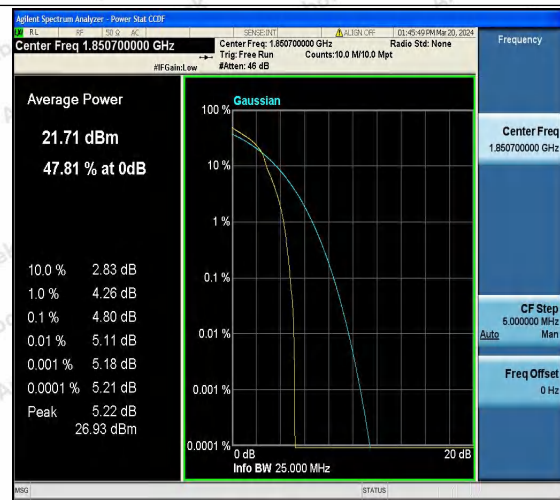 Agilent Spectrum Analyzer - Power Stat CCDF
RL RF 50 Ω AC SENSE:INT ALIGN OFF 01:45:49 PM Mar 20, 2024
Center Freq 1.850700000 GHz
Center Freq: 1.850700000 GHz Radio Std: None
Trig: Free Run Counts:10.0 M/10.0 Mpt
#IFGain:Low #Atten: 46 dB
Frequency
Average Power
21.71 dBm
47.81 % at 0dB
10.0 % 2.83 dB
1.0 % 4.26 dB
0.1 % 4.80 dB
0.01 % 5.11 dB
0.001 % 5.18 dB
0.0001 % 5.21 dB
Peak 5.22 dB
26.93 dBm
Gaussian
100 %
10 %
1 %
0.1 %
0.01 %
0.001 %
0.0001 %
0 dB 20 dB
Info BW 25.000 MHz
Center Freq
1.850700000 GHz
CF Step
5.000000 MHz
Auto Man
Freq Offset
0 Hz
MSG STATUS